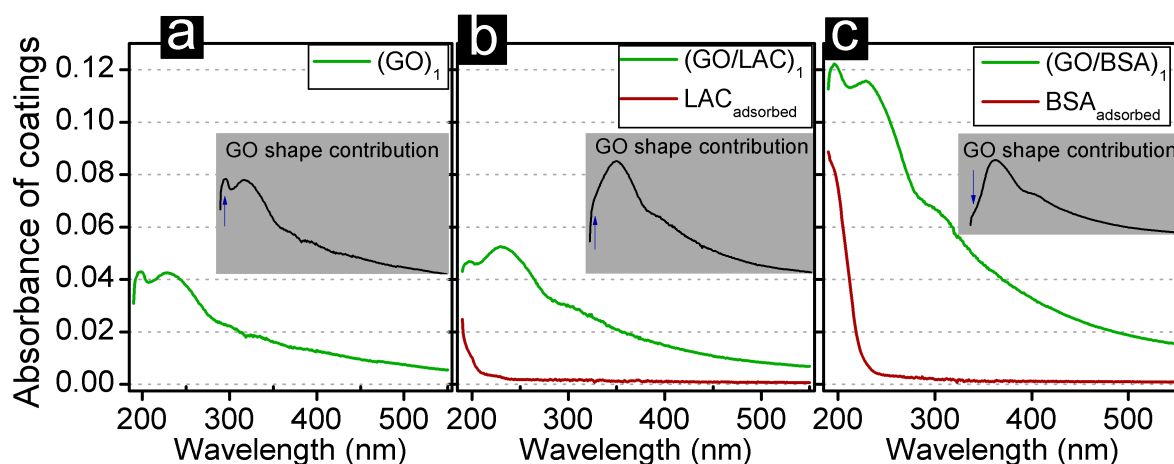 a
b
c
(GO)1
(GO/LAC)1
LACadsorbed
(GO/BSA)1
BSAadsorbed
GO shape contribution
GO shape contribution
GO shape contribution
Absorbance of coatings
0.12
0.10
0.08
0.06
0.04
0.02
0.00
200 300 400 500
200 300 400 500
200 300 400 500
Wavelength (nm)
Wavelength (nm)
Wavelength (nm)